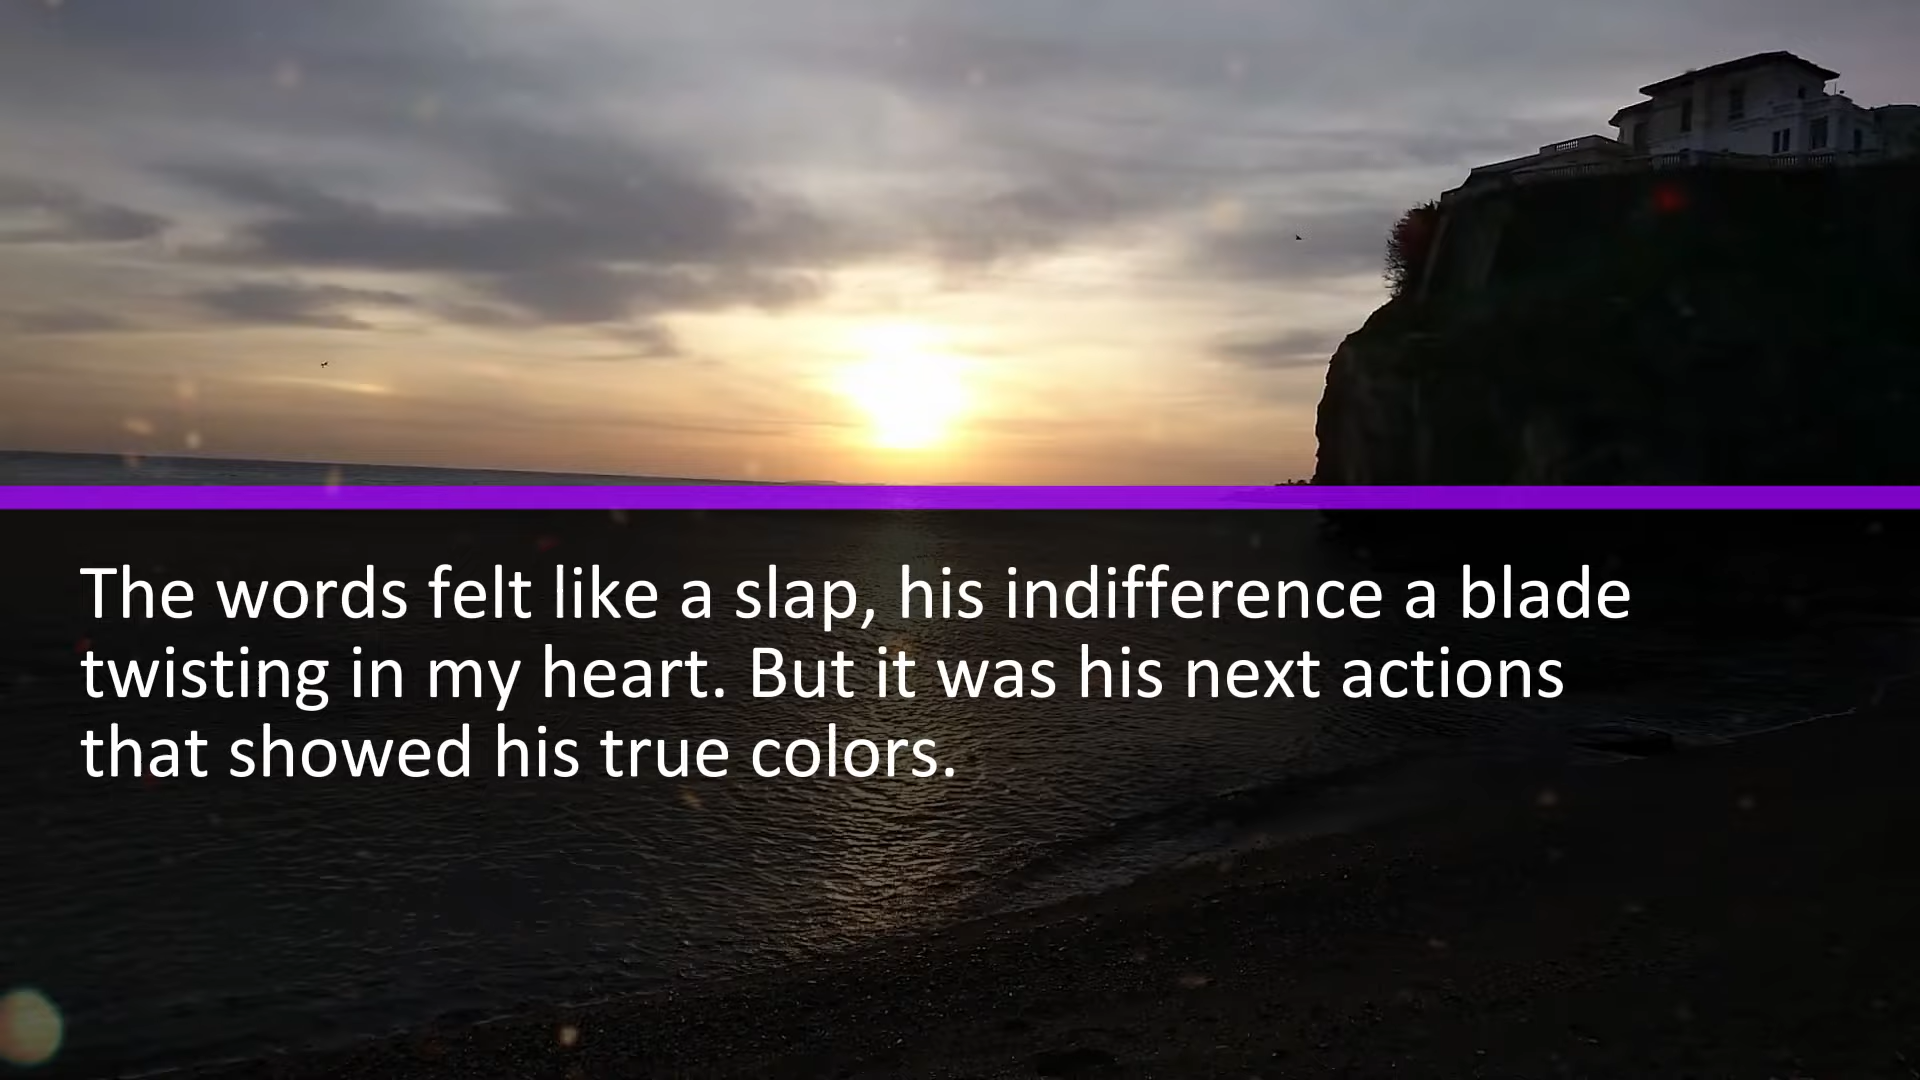 The words felt like a slap, his indifference a blade
twisting in my heart. But it was his next actions
that showed his true colors.